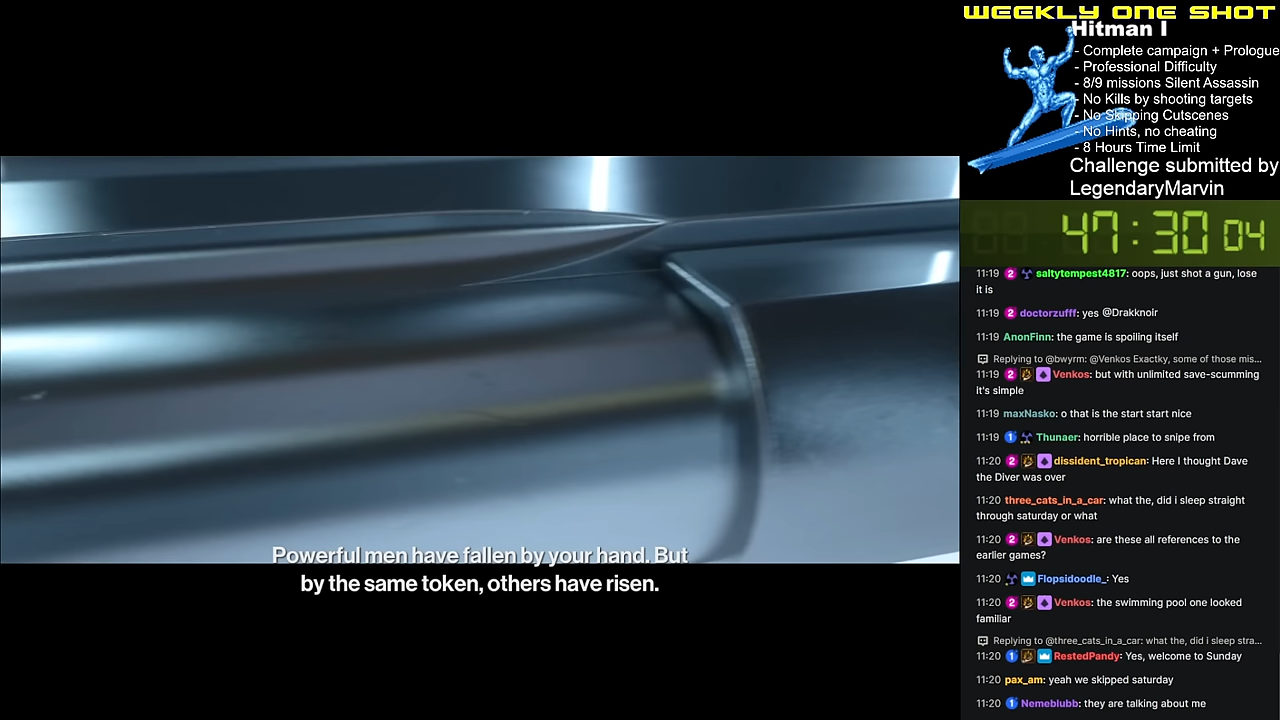 WEEKLY ONE SHOT
Hitman I
- Complete campaign + Prologue
- Professional Difficulty
- 8/9 missions Silent Assassin
- No Kills by shooting targets
- No Skipping Cutscenes
- No Hints, no cheating
- 8 Hours Time Limit
Challenge submitted by
LegendaryMarvin
47:30 04
11:19 2 saltytempest4817: oops, just shot a gun, lose
it is
11:19 2 doctorzufff: yes @Drakknoir
11:19 AnonFinn: the game is spoiling itself
Replying to @bwyrm: @Venkos Exactky, some of those mis...
11:19 2 Venkos: but with unlimited save-scumming
it's simple
11:19 maxNasko: o that is the start start nice
11:19 1 Thunaer: horrible place to snipe from
11:20 2 dissident_tropican: Here I thought Dave
the Diver was over
11:20 three_cats_in_a_car: what the, did i sleep straight
through saturday or what
11:20 2 Venkos: are these all references to the
earlier games?
11:20 Flopsidoodle_: Yes
11:20 2 Venkos: the swimming pool one looked
familiar
Replying to @three_cats_in_a_car: what the, did i sleep stra...
11:20 1 RestedPandy: Yes, welcome to Sunday
11:20 pax_am: yeah we skipped saturday
11:20 1 Nemeblubb: they are talking about me
Powerful men have fallen by your hand. But
by the same token, others have risen.